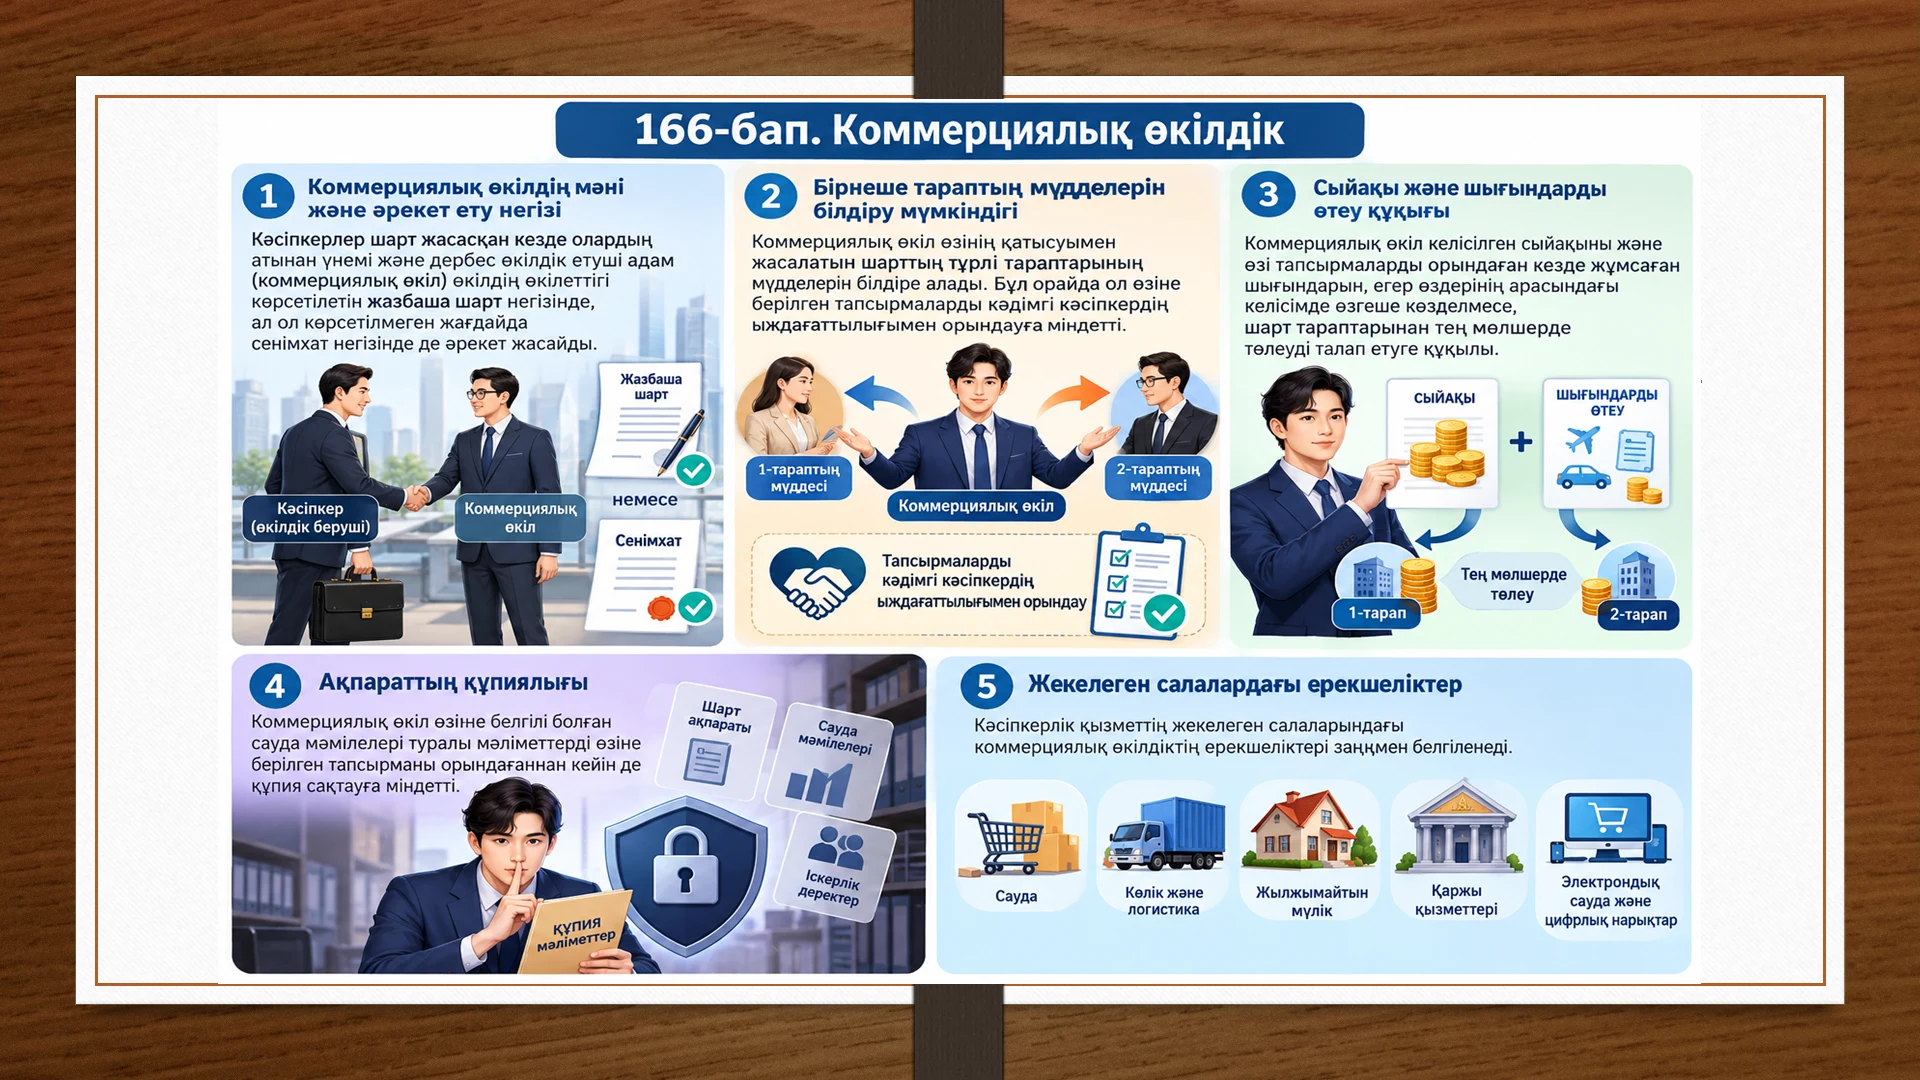 166-бап. Коммерциялық өкілдік
1
Коммерциялық өкілдің мәні
және әрекет ету негізі
Кәсіпкерлер шарт жасасқан кезде олардың
атынан үнемі және дербес өкілдік етуші адам
(коммерциялық өкіл) өкілдің өкілеттігі
көрсетілетін жазбаша шарт негізінде,
ал ол көрсетілмеген жағдайда
сенімхат негізінде де әрекет жасайды.
Жазбаша
шарт
немесе
Сенімхат
Кәсіпкер
(өкілдік беруші)
Коммерциялық
өкіл
2
Бірнеше тараптың мүдделерін
білдіру мүмкіндігі
Коммерциялық өкіл өзінің қатысуымен
жасалатын шарттың түрлі тараптарының
мүдделерін білдіре алады. Бұл орайда ол өзіне
берілген тапсырмаларды кәдімгі кәсіпкердің
ыждағаттылығымен орындауға міндетті.
1-тараптың
мүддесі
Коммерциялық өкіл
2-тараптың
мүддесі
Тапсырмаларды
кәдімгі кәсіпкердің
ыждағаттылығымен орындау
3
Сыйақы және шығындарды
өтеу құқығы
Коммерциялық өкіл келісілген сыйақыны және
өзі тапсырмаларды орындаған кезде жұмсаған
шығындарын, егер өздерінің арасындағы
келісімде өзгеше көзделмесе,
шарт тараптарынан тең мөлшерде
төлеуді талап етуге құқылы.
СЫЙАҚЫ
+
ШЫҒЫНДАРДЫ
ӨТЕУ
Тең мөлшерде
төлеу
1-тарап
2-тарап
4
Ақпараттың құпиялығы
Коммерциялық өкіл өзіне белгілі болған
сауда мәмілелері туралы мәліметтерді өзіне
берілген тапсырманы орындағаннан кейін де
құпия сақтауға міндетті.
Шарт
ақпараты
Сауда
мәмілелері
Іскерлік
деректер
ҚҰПИЯ
мәліметтер
5
Жекелеген салалардағы ерекшеліктер
Кәсіпкерлік қызметтің жекелеген салаларындағы
коммерциялық өкілдіктің ерекшеліктері заңмен белгіленеді.
Сауда
Көлік және
логистика
Жылжымайтын
мүлік
Қаржы
қызметтері
Электрондық
сауда және
цифрлық нарықтар